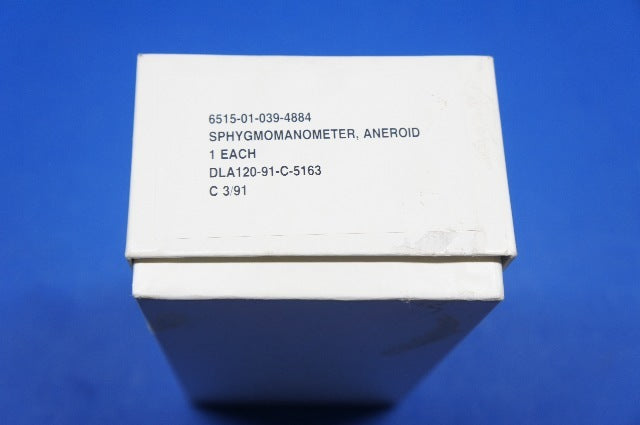 6515-01-039-4884
SPHYGMOMANOMETER, ANEROID
1 EACH
DLA120-91-C-5163
C 3/91